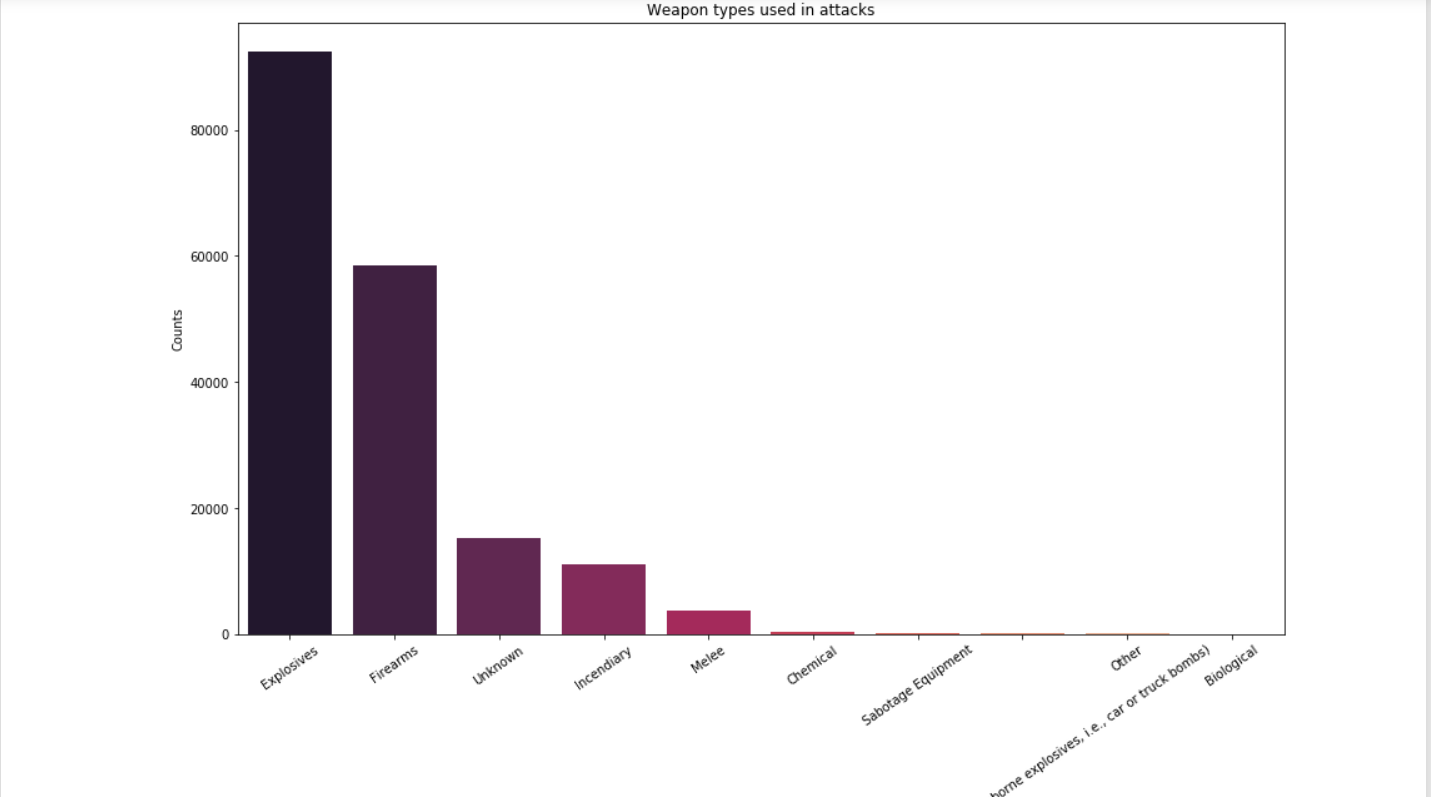 Weapon types used in attacks
80000
60000
40000
20000
0
Counts
Explosives
Firearms
Unknown
Incendiary
Melee
Chemical
Sabotage Equipment
borne explosives, i.e., car or truck bombs)
Other
Biological